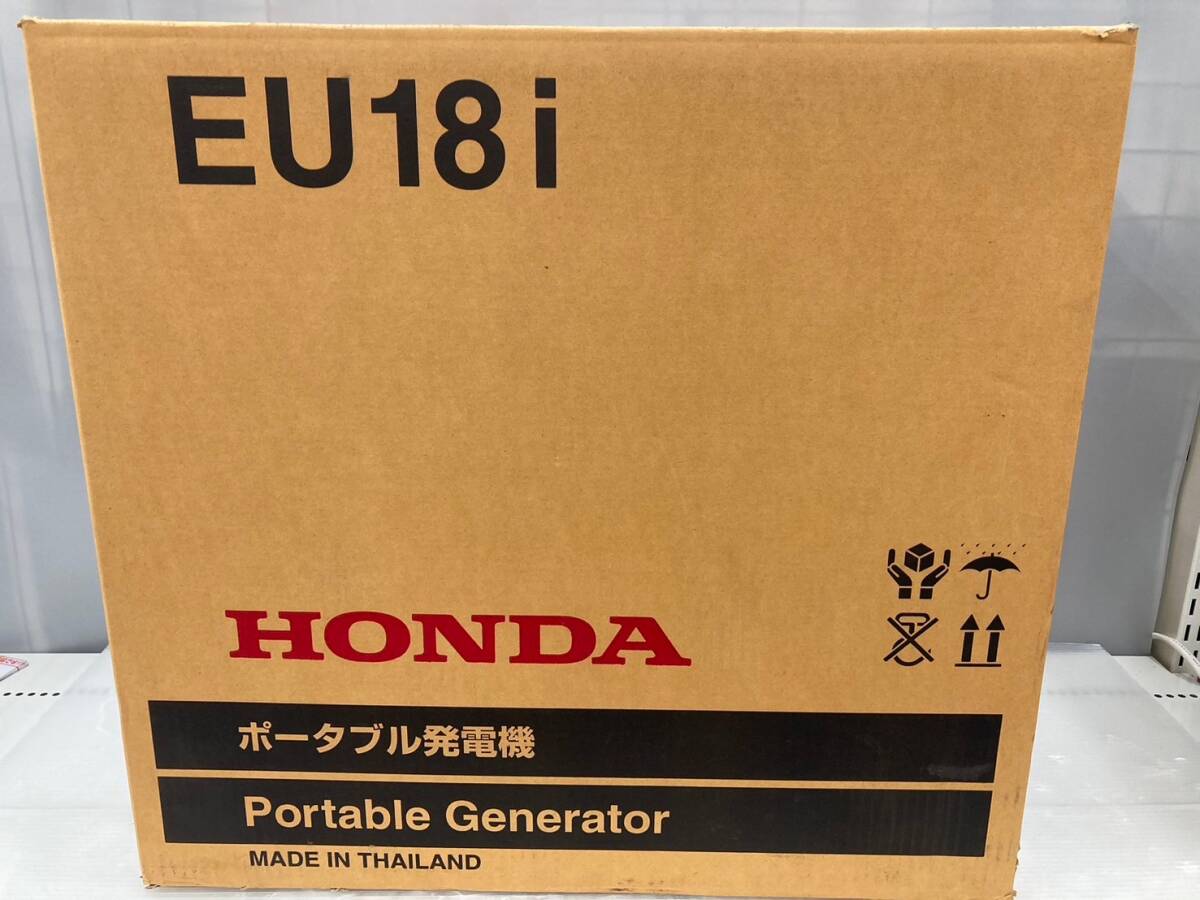 EU18i
HONDA
ポータブル発電機
Portable Generator
MADE IN THAILAND